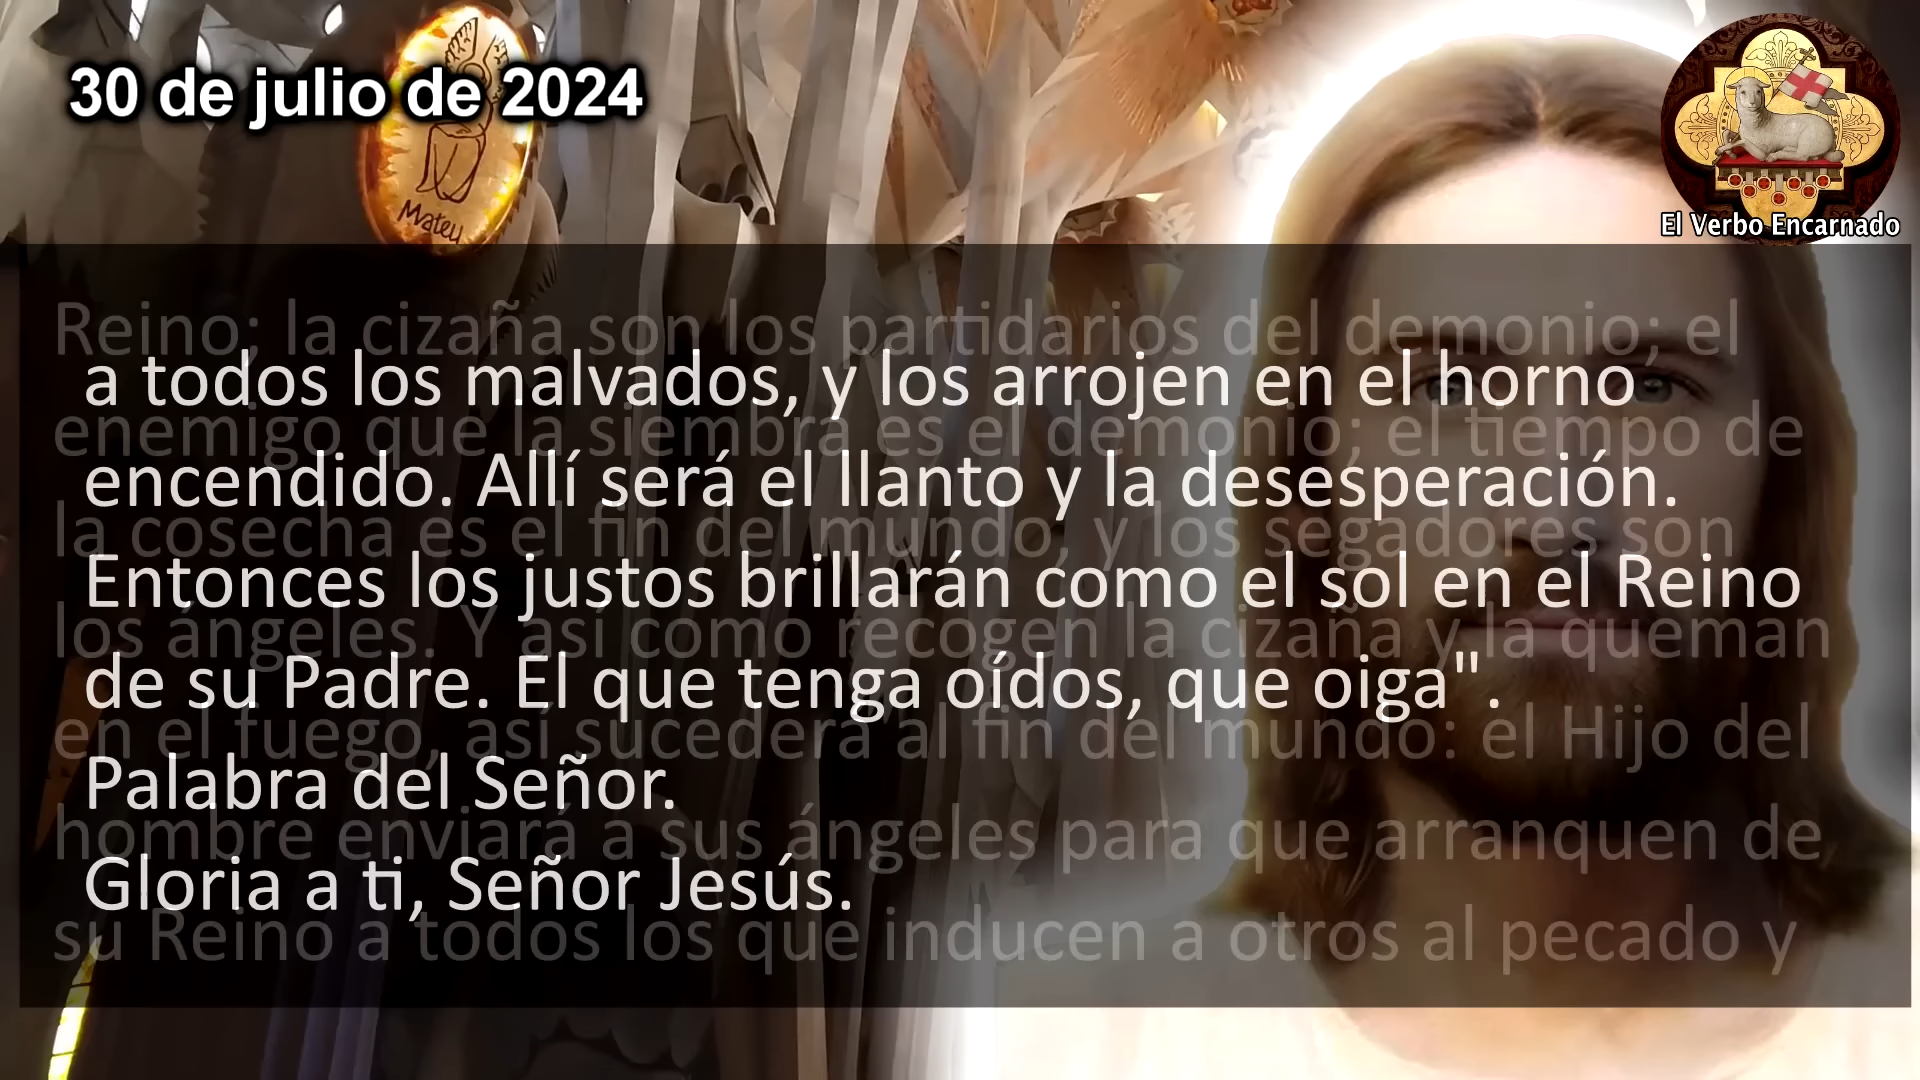 30 de julio de 2024
Mateu
El Verbo Encarnado
Reino; la cizaña son los partidarios del demonio; el
enemigo que la siembra es el demonio; el tiempo de
la cosecha es el fin del mundo, y los segadores son
los ángeles. Y así como recogen la cizaña y la queman
en el fuego, así sucederá al fin del mundo: el Hijo del
hombre enviará a sus ángeles para que arranquen de
su Reino a todos los que inducen a otros al pecado y
a todos los malvados, y los arrojen en el horno
encendido. Allí será el llanto y la desesperación.
Entonces los justos brillarán como el sol en el Reino
de su Padre. El que tenga oídos, que oiga".
Palabra del Señor.
Gloria a ti, Señor Jesús.